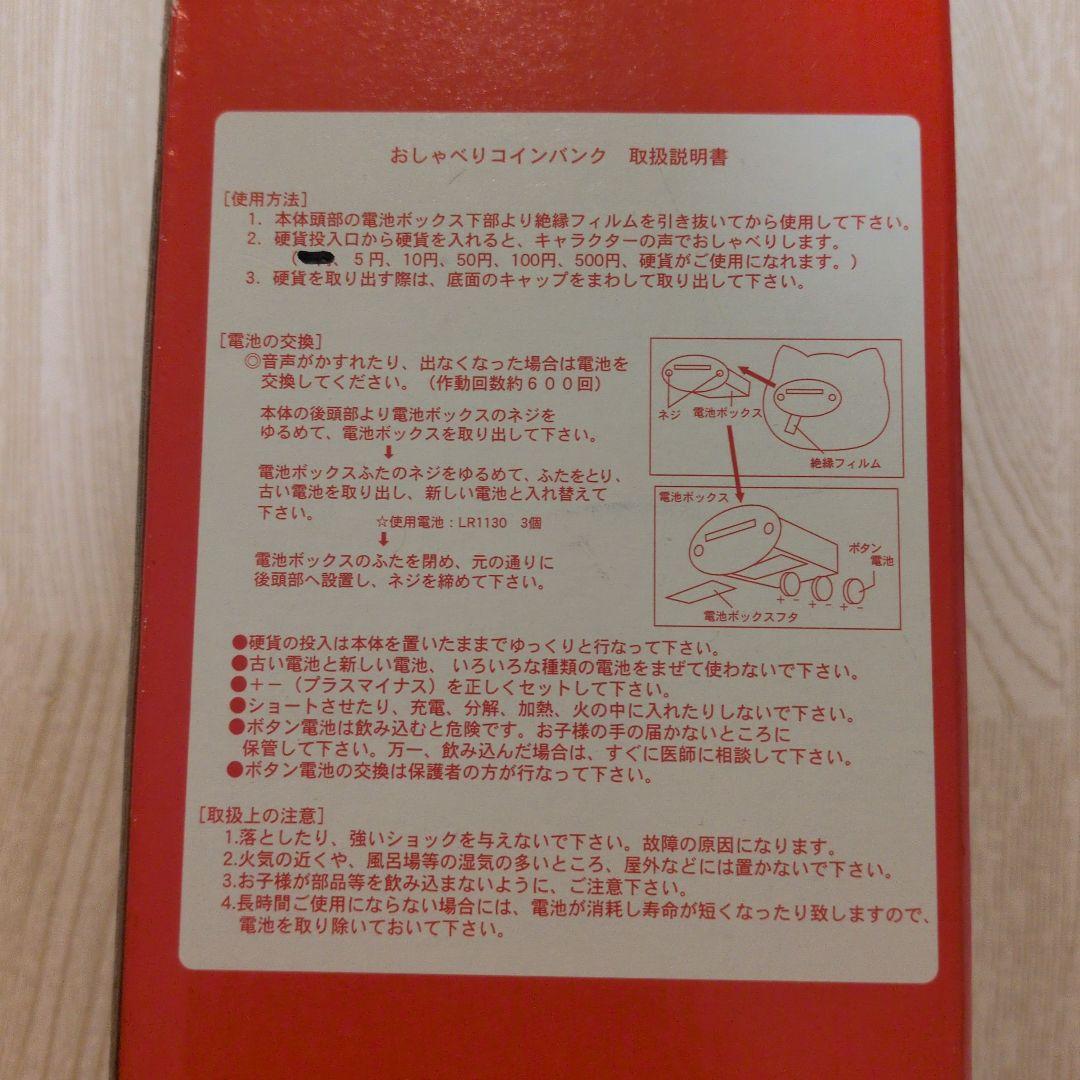 おしゃべりコインバンク　取扱説明書
［使用方法］
1．本体頭部の電池ボックス下部より絶縁フィルムを引き抜いてから使用して下さい。
2．硬貨投入口から硬貨を入れると、キャラクターの声でおしゃべりします。
（　、５円、10円、50円、100円、500円、硬貨がご使用になれます。）
3．硬貨を取り出す際は、底面のキャップをまわして取り出して下さい。
［電池の交換］
◎音声がかすれたり、出なくなった場合は電池を
交換してください。（作動回数約６００回）
本体の後頭部より電池ボックスのネジを
ゆるめて、電池ボックスを取り出して下さい。
⬇
電池ボックスふたのネジをゆるめて、ふたをとり、
古い電池を取り出し、新しい電池と入れ替えて
下さい。
☆使用電池：LR1130　3個
⬇
電池ボックスのふたを閉め、元の通りに
後頭部へ設置し、ネジを締めて下さい。
ネジ　電池ボックス
絶縁フィルム
電池ボックス
ボタン
電池
＋－　＋－　＋－
電池ボックスフタ
●硬貨の投入は本体を置いたままでゆっくりと行なって下さい。
●古い電池と新しい電池、いろいろな種類の電池をまぜて使わないで下さい。
●＋－（プラスマイナス）を正しくセットして下さい。
●ショートさせたり、充電、分解、加熱、火の中に入れたりしないで下さい。
●ボタン電池は飲み込むと危険です。お子様の手の届かないところに
保管して下さい。万一、飲み込んだ場合は、すぐに医師に相談して下さい。
●ボタン電池の交換は保護者の方が行なって下さい。
［取扱上の注意］
1.落としたり、強いショックを与えないで下さい。故障の原因になります。
2.火気の近くや、風呂場等の湿気の多いところ、屋外などには置かないで下さい。
3.お子様が部品等を飲み込まないように、ご注意下さい。
4.長時間ご使用にならない場合には、電池が消耗し寿命が短くなったり致しますので、
電池を取り除いておいて下さい。